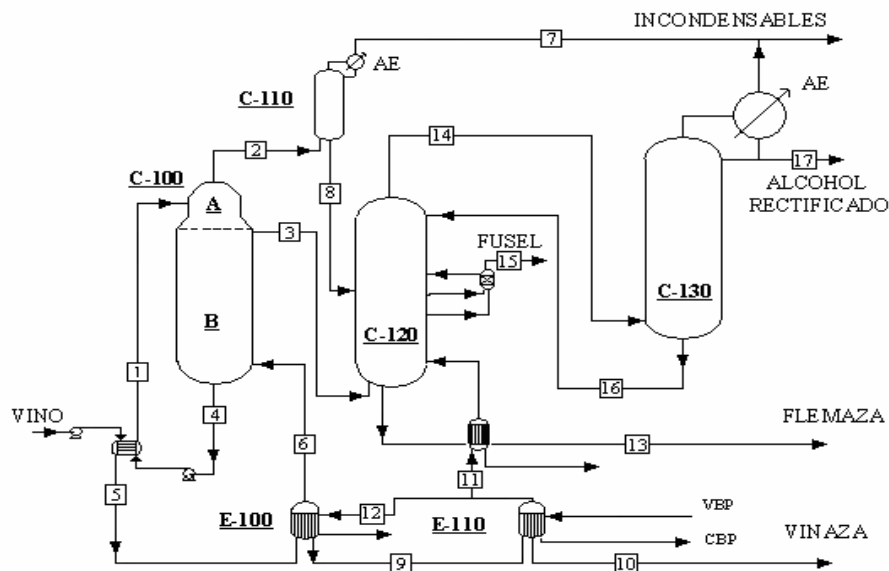 INCONDENSABLES
7
AE
C-110
AE
14
2
C-100
17
8
ALCOHOL
RECTIFICADO
A
3
FUSEL
15
C-130
B
C-120
1
16
VINO
4
FLEMAZA
6
13
5
11
E-100
12
E-110
VBP
VINAZA
CBP
9
10